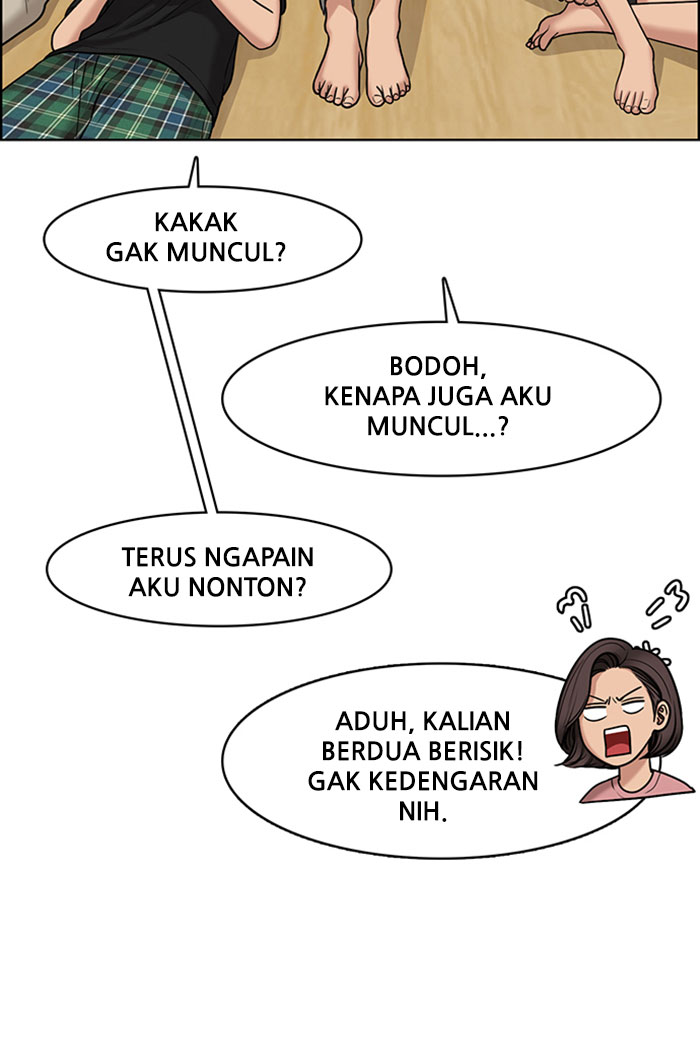 KAKAK
GAK MUNCUL?
BODOH,
KENAPA JUGA AKU
MUNCUL...?
TERUS NGAPAIN
AKU NONTON?
ADUH, KALIAN
BERDUA BERISIK!
GAK KEDENGARAN
NIH.